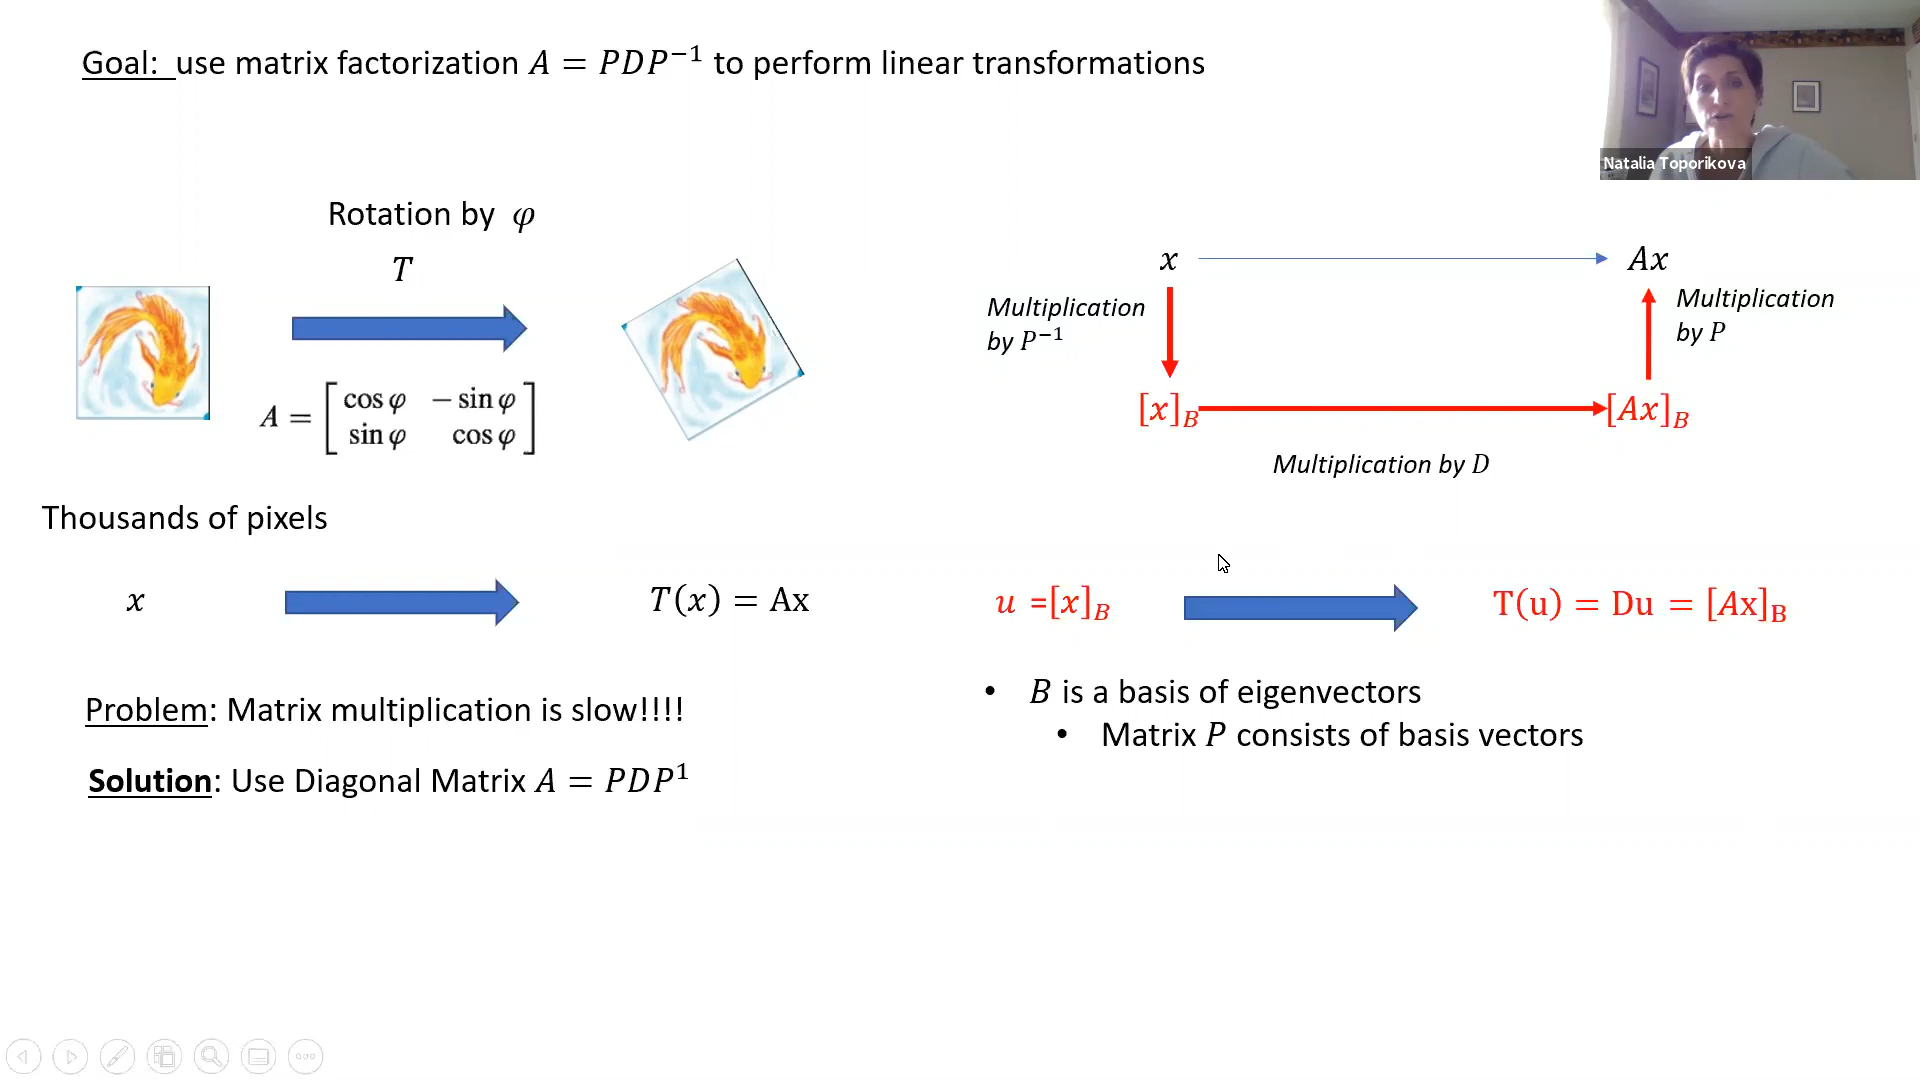 Goal: use matrix factorization 𝐴 = 𝑃𝐷𝑃⁻¹ to perform linear transformations
Natalia Toporikova
Rotation by 𝜑
𝑇
A = [cos φ − sin φ
sin φ cos φ]
Thousands of pixels
𝑥
𝑇(𝑥) = Ax
Problem: Matrix multiplication is slow!!!!
Solution: Use Diagonal Matrix 𝐴 = 𝑃𝐷𝑃¹
𝑥
𝐴𝑥
Multiplication
by 𝑃⁻¹
Multiplication
by 𝑃
[𝑥]_𝐵
[𝐴𝑥]_𝐵
Multiplication by 𝐷
𝑢 =[𝑥]_𝐵
T(u) = Du = [𝐴x]_B
• 𝐵 is a basis of eigenvectors
• Matrix 𝑃 consists of basis vectors